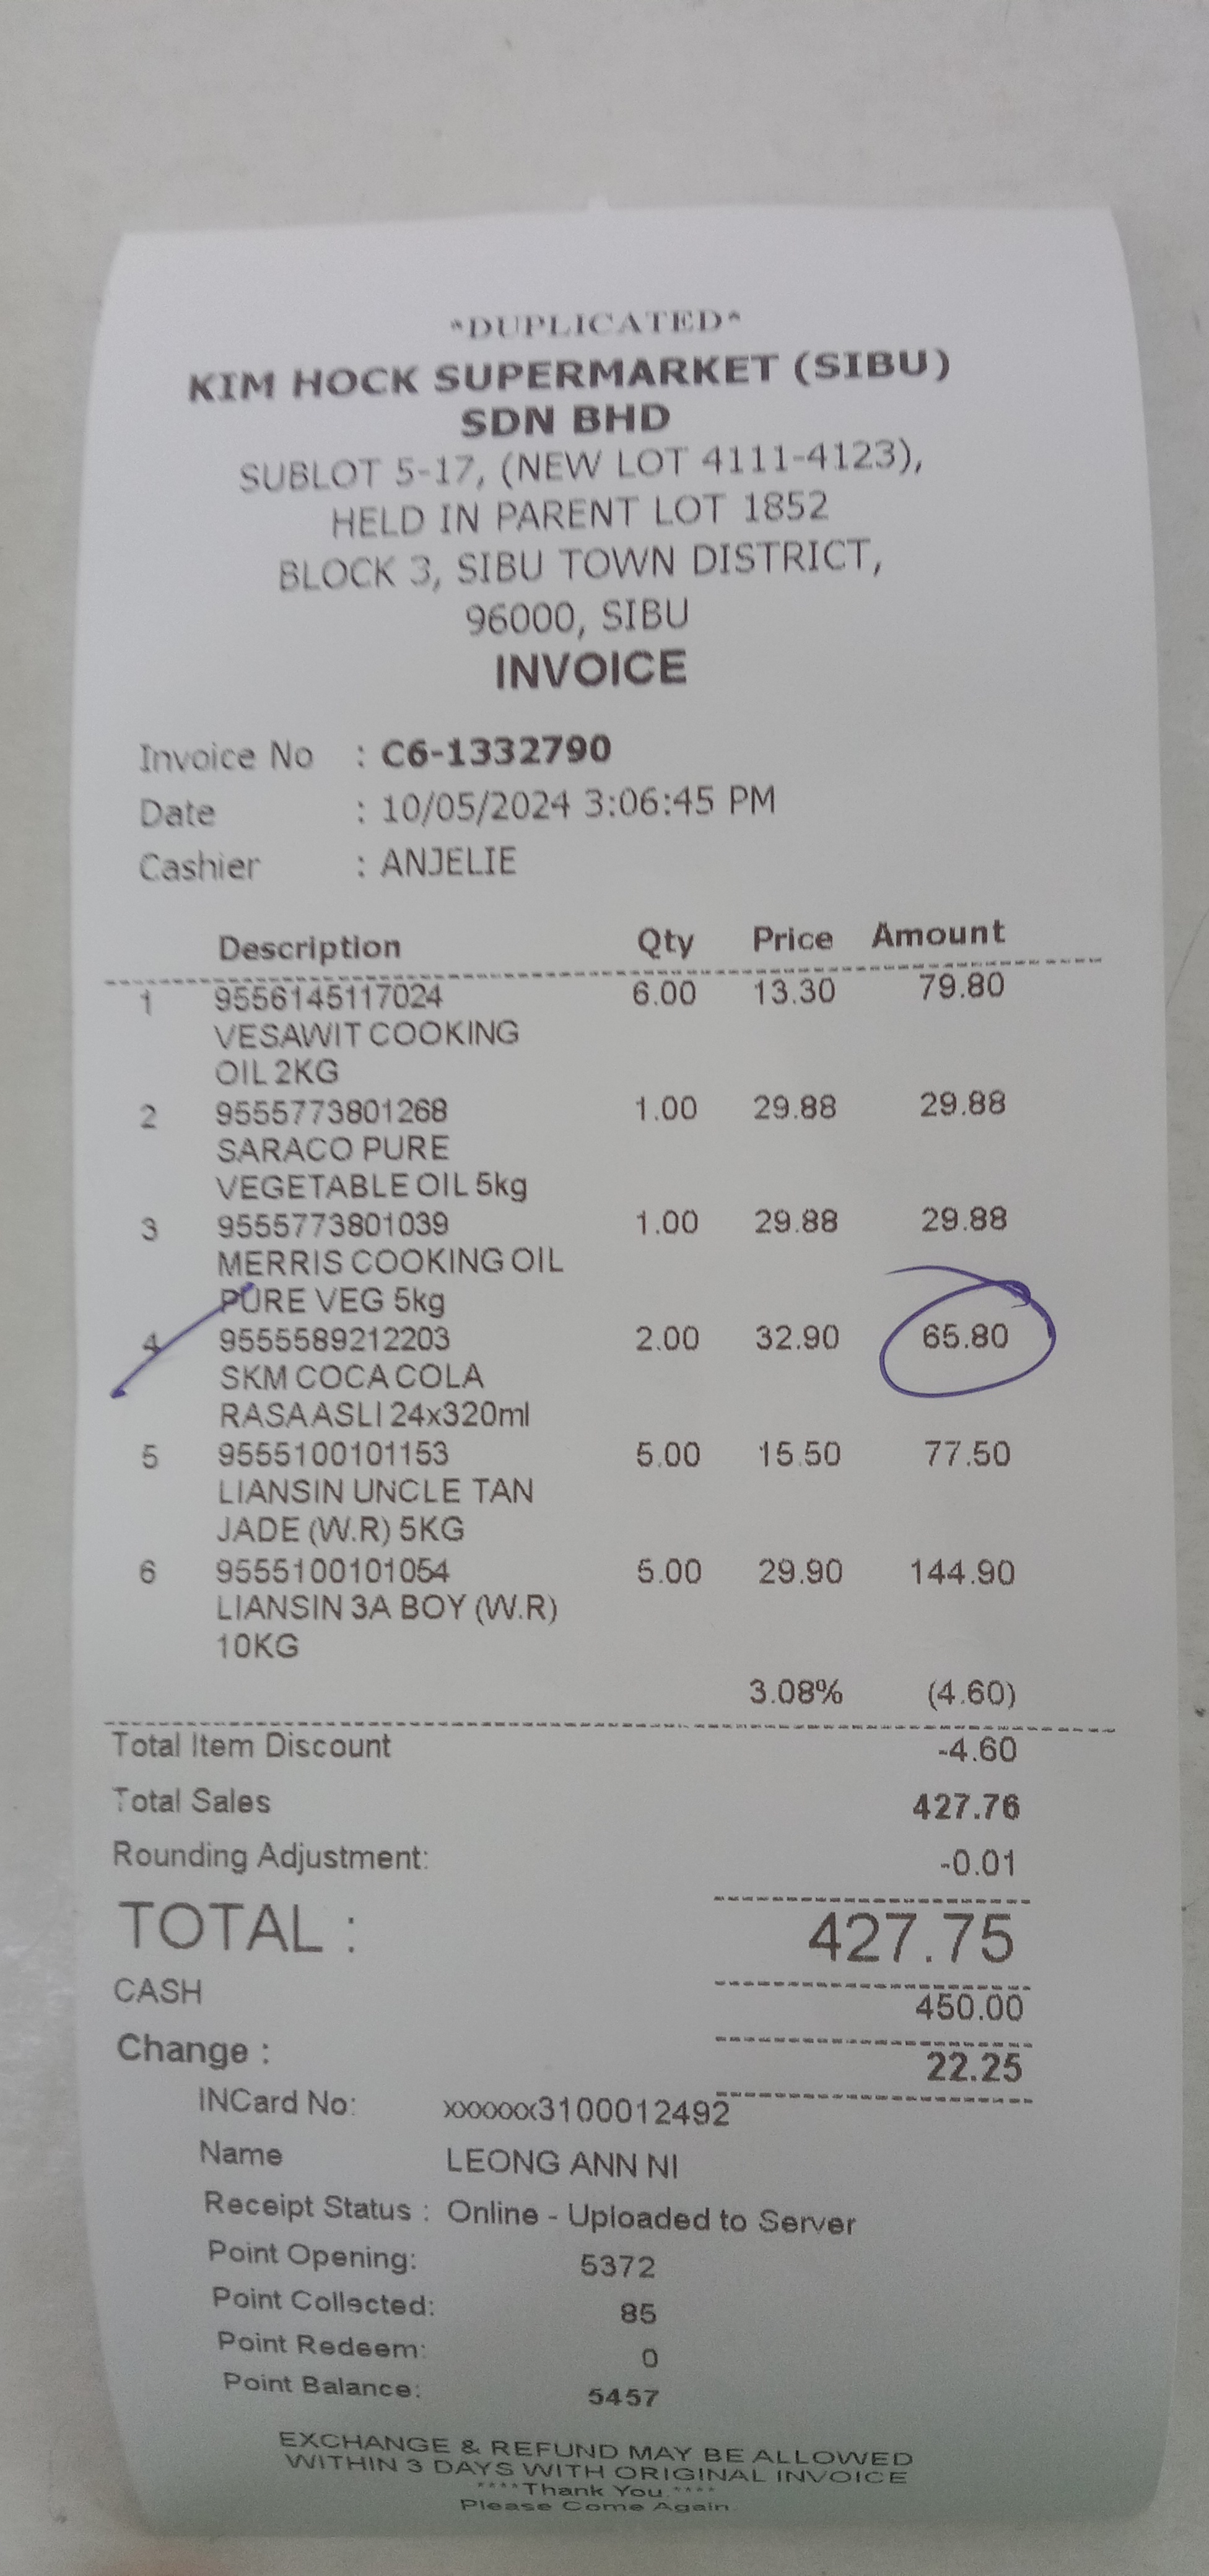 *DUPLICATED*
KIM HOCK SUPERMARKET (SIBU)
SDN BHD
SUBLOT 5-17, (NEW LOT 4111-4123),
HELD IN PARENT LOT 1852
BLOCK 3, SIBU TOWN DISTRICT,
96000, SIBU
INVOICE
Invoice No : C6-1332790
Date : 10/05/2024 3:06:45 PM
Cashier : ANJELIE
Description Qty Price Amount
1 9556145117024 6.00 13.30 79.80
VESAWIT COOKING
OIL 2KG
2 9555773801268 1.00 29.88 29.88
SARACO PURE
VEGETABLE OIL 5kg
3 9555773801039 1.00 29.88 29.88
MERRIS COOKING OIL
PURE VEG 5kg
4 9555589212203 2.00 32.90 65.80
SKM COCA COLA
RASA ASLI 24x320ml
5 9555100101153 5.00 15.50 77.50
LIANSIN UNCLE TAN
JADE (W.R) 5KG
6 9555100101054 5.00 29.90 144.90
LIANSIN 3A BOY (W.R)
10KG
3.08% (4.60)
Total Item Discount -4.60
Total Sales 427.76
Rounding Adjustment: -0.01
TOTAL : 427.75
CASH 450.00
Change : 22.25
INCard No: xxxxxx3100012492
Name LEONG ANN NI
Receipt Status : Online - Uploaded to Server
Point Opening: 5372
Point Collected: 85
Point Redeem: 0
Point Balance: 5457
EXCHANGE & REFUND MAY BE ALLOWED
WITHIN 3 DAYS WITH ORIGINAL INVOICE
****Thank You.****
Please Come Again.